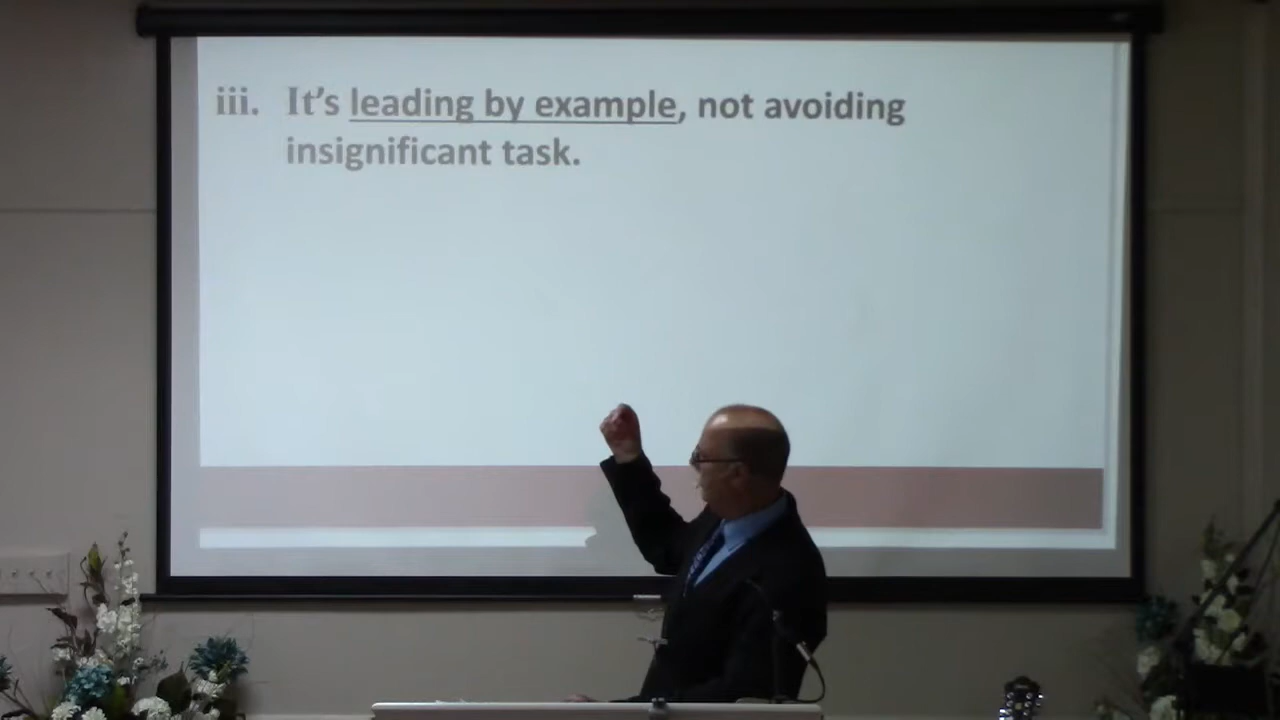 iii. It's leading by example, not avoiding
insignificant task.